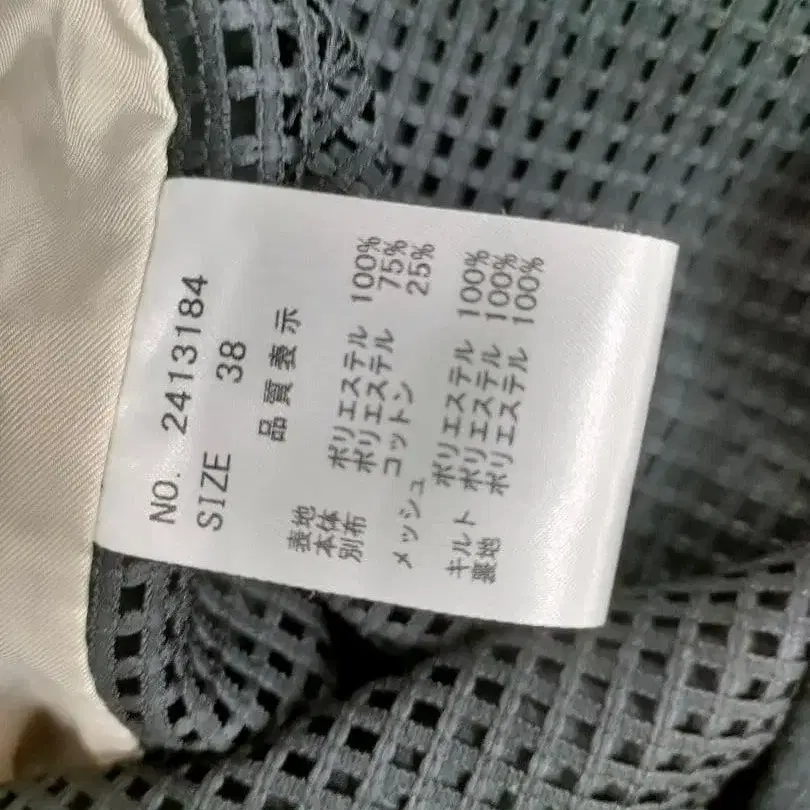 NO. 2413184
SIZE 38
品質表示
表地
本体 ポリエステル 100%
別布 ポリエステル 75%
コットン 25%
メッシュ
ポリエステル 100%
キルト ポリエステル 100%
裏地 ポリエステル 100%